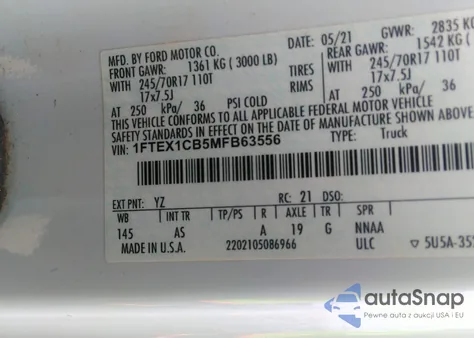 MFD. BY FORD MOTOR CO.
DATE: 05/21 GVWR: 2835 KG
FRONT GAWR: 1361 KG ( 3000 LB)
REAR GAWR: 1542 KG
WITH 245/70R17 110T TIRES WITH 245/70R17 110T
17x7.5J RIMS 17x7.5J
AT 250 kPa/ 36 PSI COLD AT 250 kPa/ 36
THIS VEHICLE CONFORMS TO ALL APPLICABLE FEDERAL MOTOR VEHICLE
SAFETY STANDARDS IN EFFECT ON THE DATE OF MANUFACTURE SHOWN
VIN: 1FTEX1CB5MFB63556 TYPE: Truck
EXT PNT: YZ RC: 21 DSO:
WB INT TR TP/PS R AXLE TR SPR
145 AS A 19 G NNAA
MADE IN U.S.A. 2202105086966 ULC
5U5A-35
autoSnap
Pewne auta z USA i EU